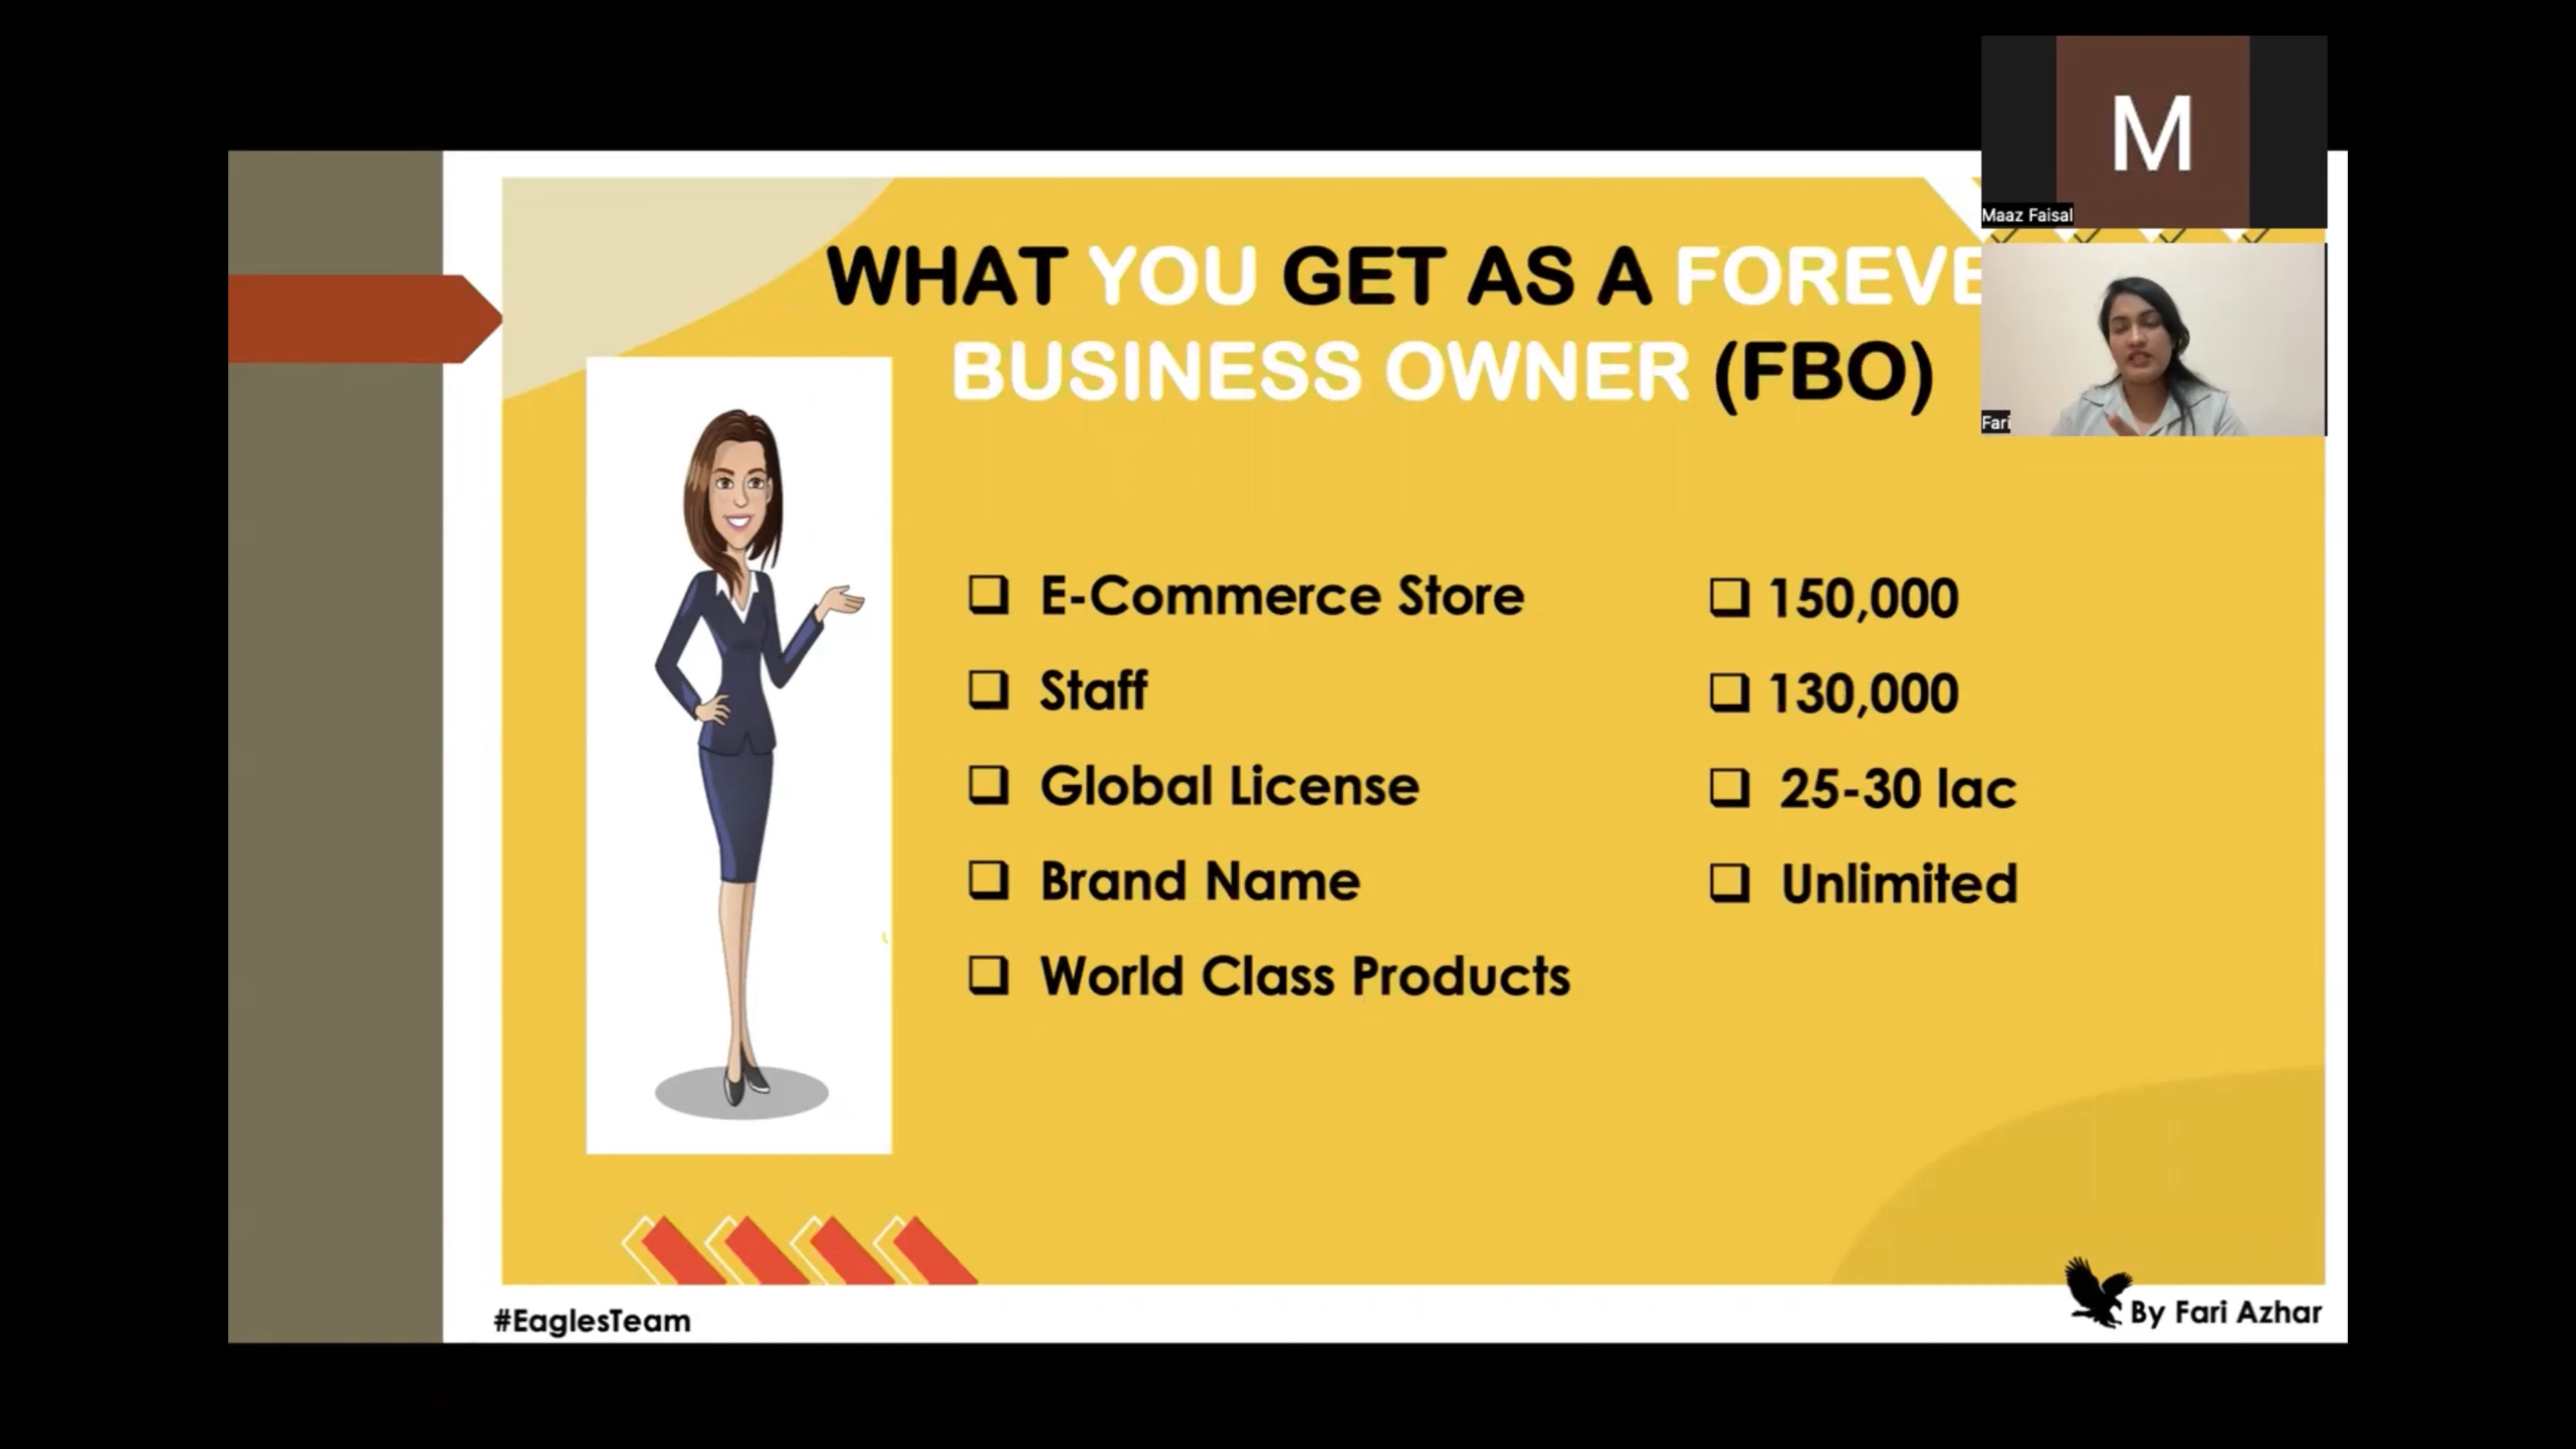 M
Maaz Faisal
WHAT YOU GET AS A FOREVE
BUSINESS OWNER (FBO)
Fari
E-Commerce Store
150,000
Staff
130,000
Global License
25-30 lac
Brand Name
Unlimited
World Class Products
#EaglesTeam
By Fari Azhar